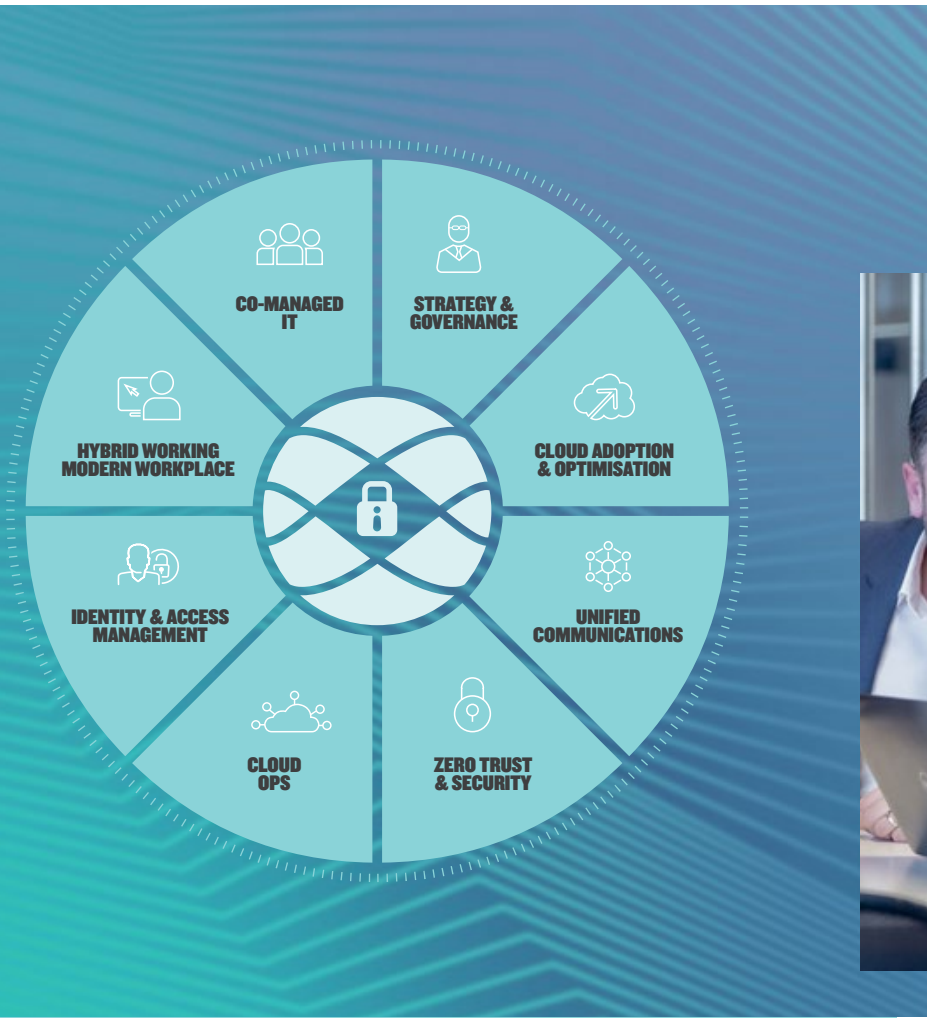 CO-MANAGED
IT
STRATEGY &
GOVERNANCE
HYBRID WORKING
MODERN WORKPLACE
CLOUD ADOPTION
& OPTIMISATION
IDENTITY & ACCESS
MANAGEMENT
UNIFIED
COMMUNICATIONS
CLOUD
OPS
ZERO TRUST
& SECURITY